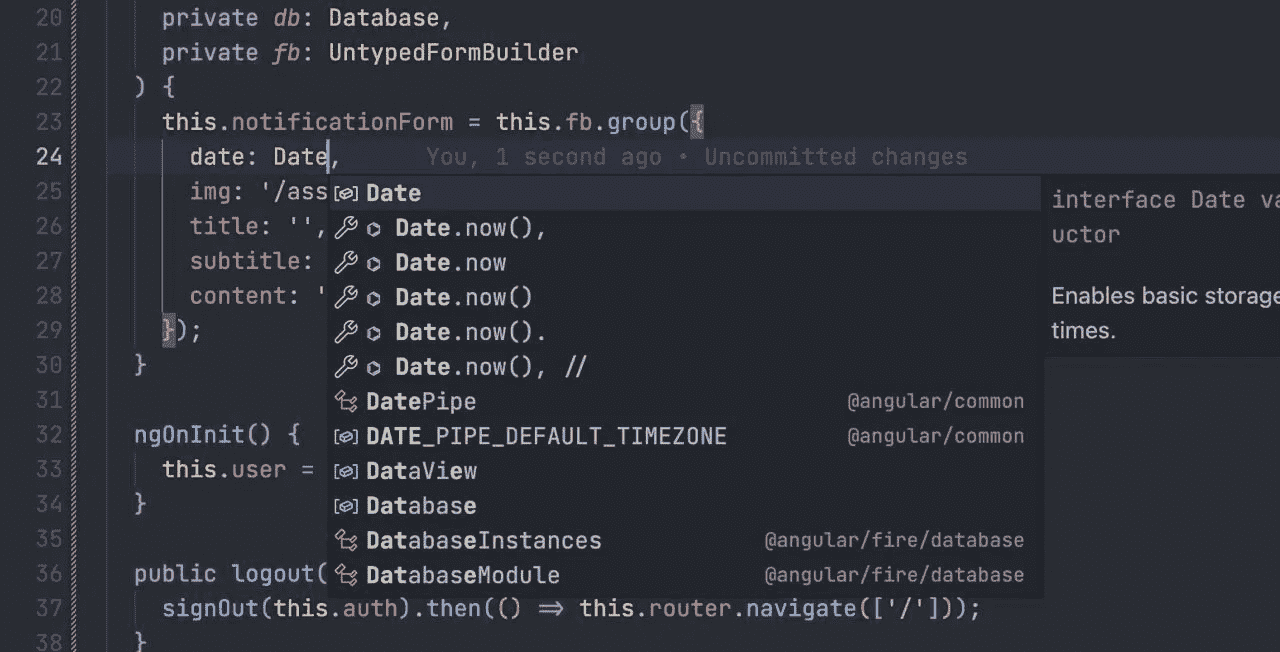 20 private db: Database,
21 private fb: UntypedFormBuilder
22 ) {
23 this.notificationForm = this.fb.group({
24 date: Date, You, 1 second ago • Uncommitted changes
25 img: '/ass
26 title: '',
27 subtitle:
28 content: '
29 });
30 }
31
32 ngOnInit() {
33 this.user =
34 }
35
36 public logout(
37 signOut(this.auth).then(() => this.router.navigate(['/']));
38 }
Date
Date.now(),
Date.now
Date.now()
Date.now().
Date.now(), //
DatePipe @angular/common
DATE_PIPE_DEFAULT_TIMEZONE @angular/common
DataView
Database
DatabaseInstances @angular/fire/database
DatabaseModule @angular/fire/database
interface Date va
uctor
Enables basic storage
times.